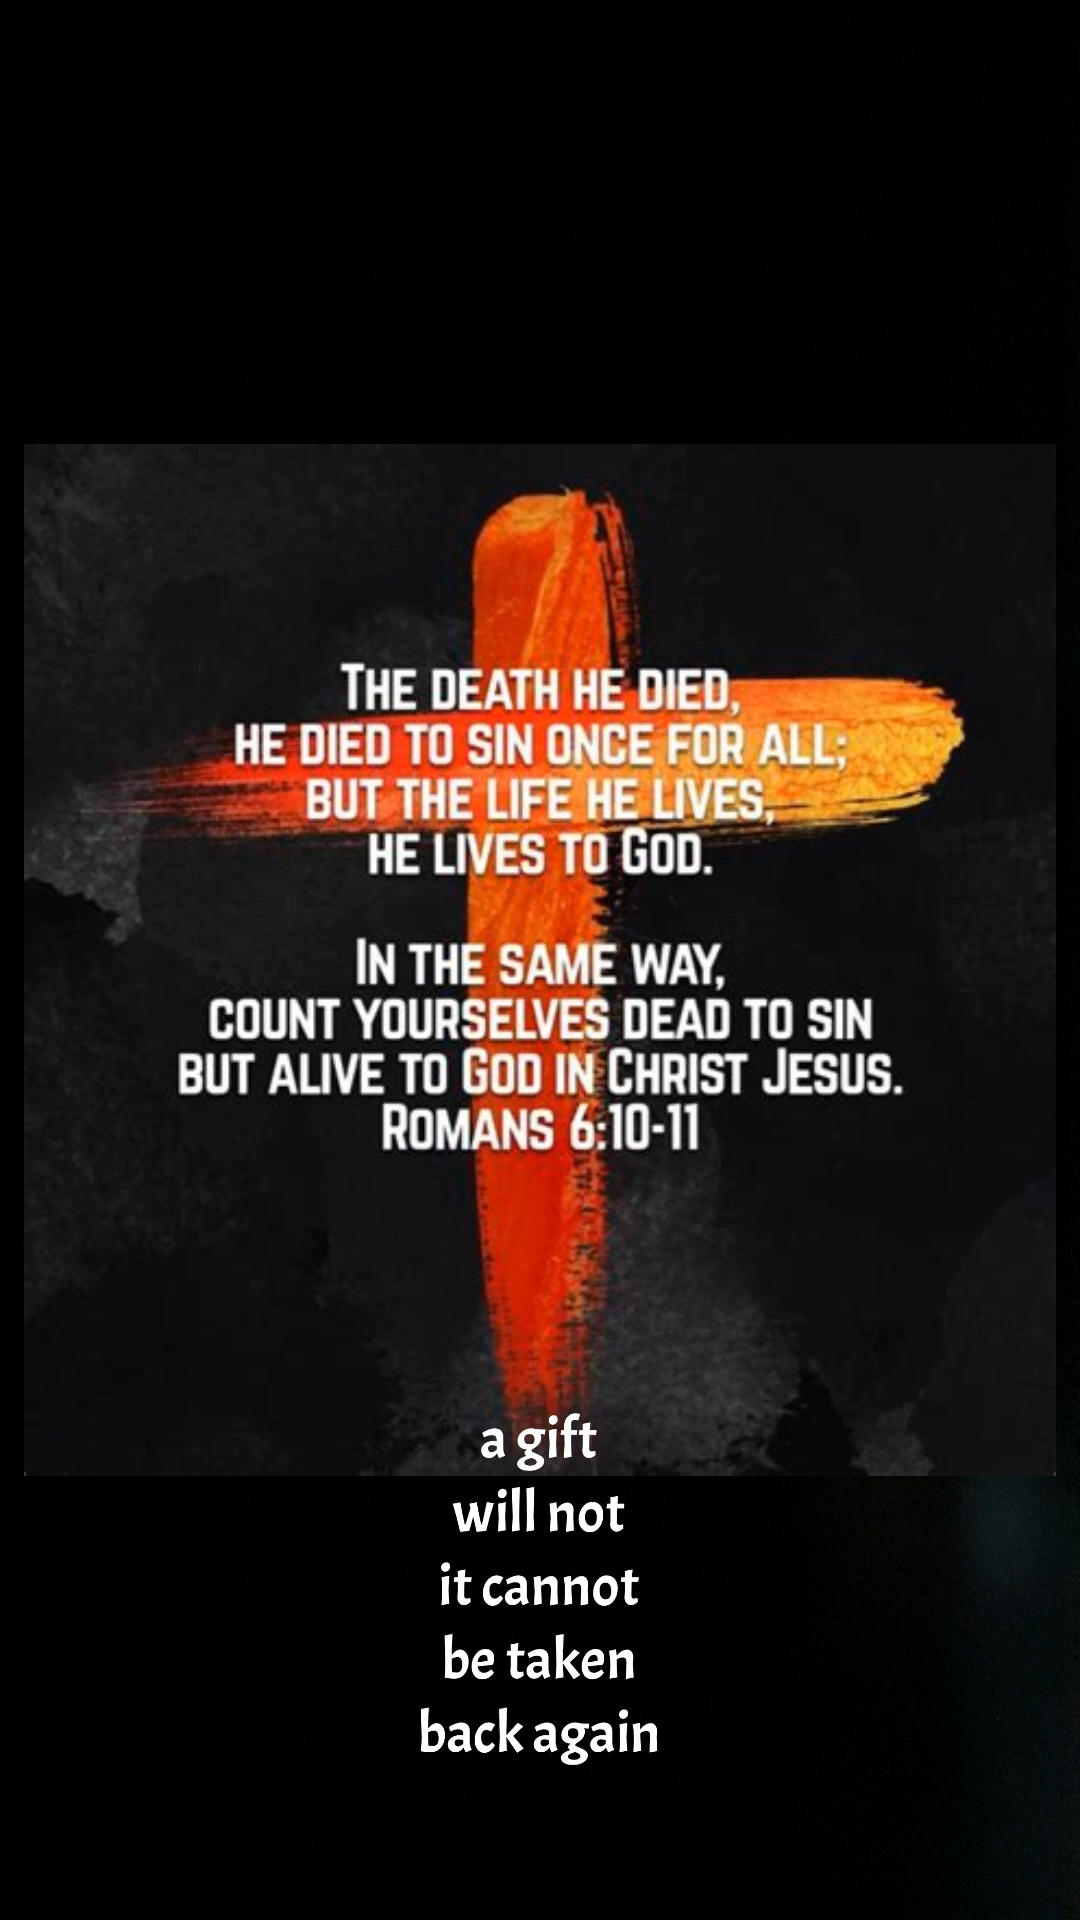 The death he died,
he died to sin once for all;
but the life he lives,
he lives to God.
In the same way,
count yourselves dead to sin
but alive to God in Christ Jesus.
Romans 6:10-11
a gift
will not
it cannot
be taken
back again